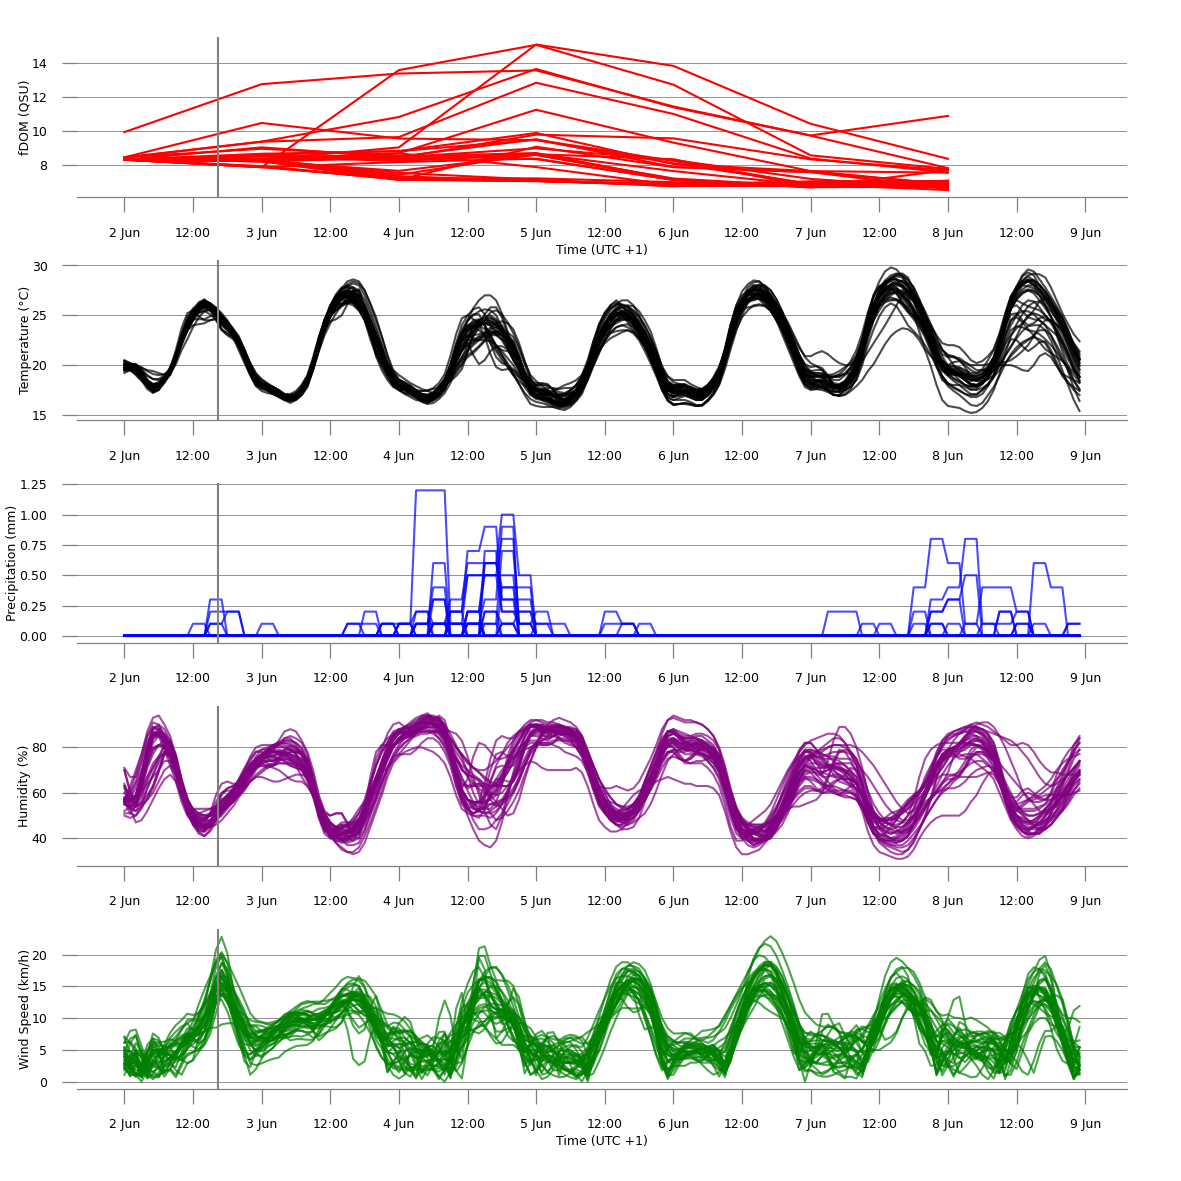 14
12
10
8
fDOM (QSU)
2 Jun 12:00 3 Jun 12:00 4 Jun 12:00 5 Jun 12:00 6 Jun 12:00 7 Jun 12:00 8 Jun 12:00 9 Jun
Time (UTC +1)
30
25
20
15
Temperature (°C)
2 Jun 12:00 3 Jun 12:00 4 Jun 12:00 5 Jun 12:00 6 Jun 12:00 7 Jun 12:00 8 Jun 12:00 9 Jun
1.25
1.00
0.75
0.50
0.25
0.00
Precipitation (mm)
2 Jun 12:00 3 Jun 12:00 4 Jun 12:00 5 Jun 12:00 6 Jun 12:00 7 Jun 12:00 8 Jun 12:00 9 Jun
80
60
40
Humidity (%)
2 Jun 12:00 3 Jun 12:00 4 Jun 12:00 5 Jun 12:00 6 Jun 12:00 7 Jun 12:00 8 Jun 12:00 9 Jun
20
15
10
5
0
Wind Speed (km/h)
2 Jun 12:00 3 Jun 12:00 4 Jun 12:00 5 Jun 12:00 6 Jun 12:00 7 Jun 12:00 8 Jun 12:00 9 Jun
Time (UTC +1)